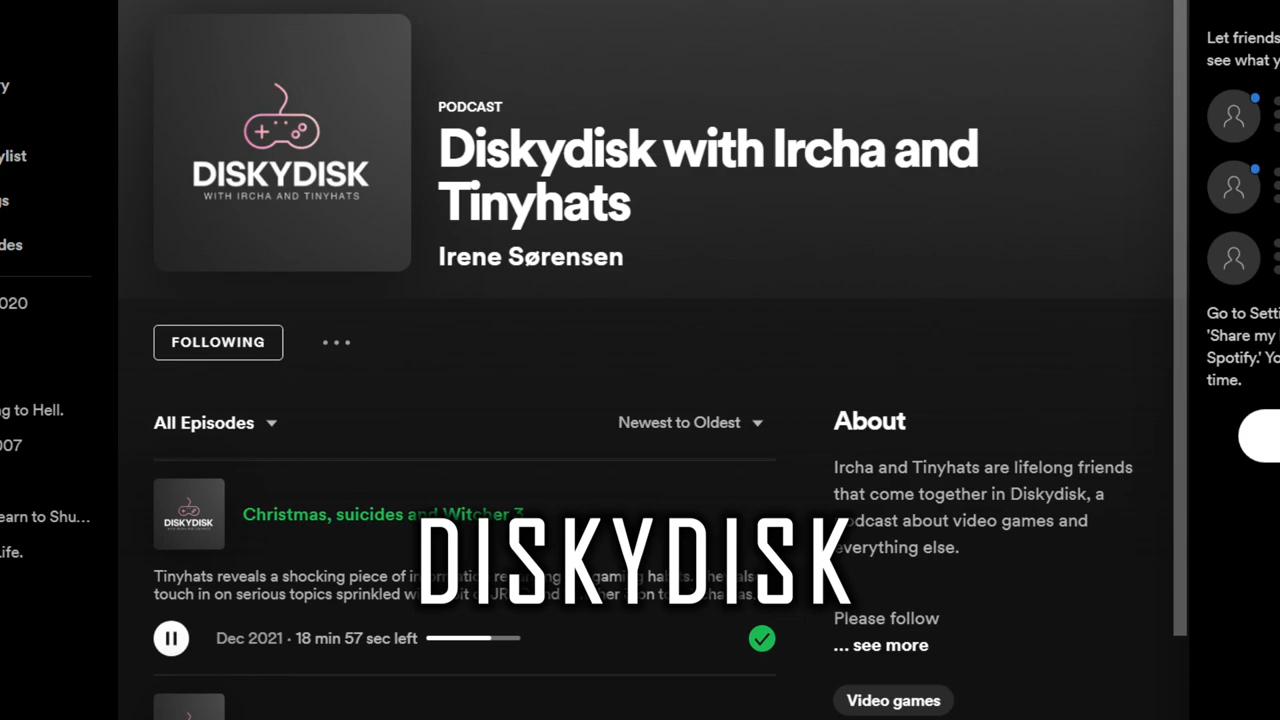 Let friends
see what y
ry
PODCAST
Diskydisk with Ircha and
Tinyhats
Irene Sørensen
DISKYDISK
WITH IRCHA AND TINYHATS
ylist
gs
des
020
Go to Setti
'Share my
Spotify.' Yo
time.
FOLLOWING
g to Hell.
007
earn to Shu...
Life.
All Episodes
Newest to Oldest
About
Ircha and Tinyhats are lifelong friends
that come together in Diskydisk, a
podcast about video games and
everything else.
DISKYDISK
Christmas, suicides and Witcher 3
Tinyhats reveals a shocking piece of
touch in on serious topics sprinkled
DISKYDISK
Dec 2021 · 18 min 57 sec left
Please follow
... see more
Video games